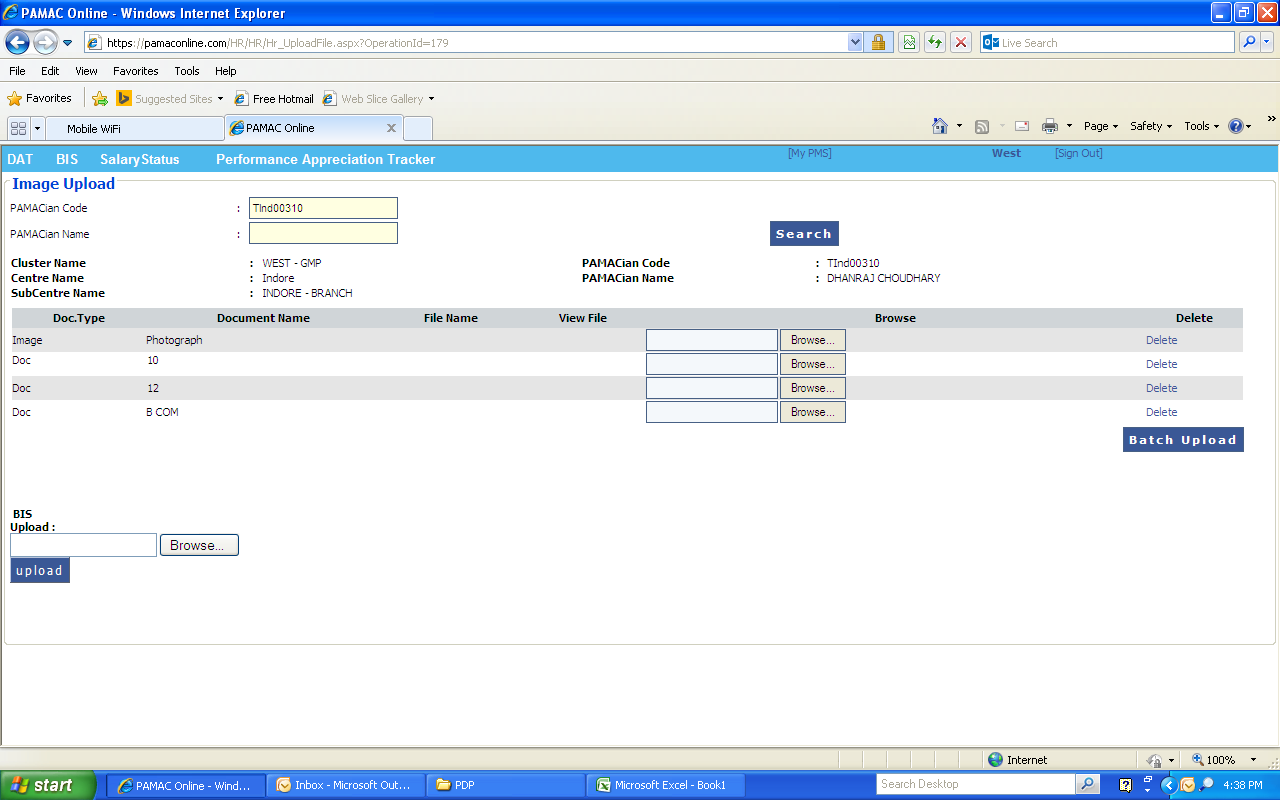 PAMAC Online - Windows Internet Explorer
https://pamaconline.com/HR/HR/Hr_UploadFile.aspx?OperationId=179
Live Search
File Edit View Favorites Tools Help
Favorites Suggested Sites Free Hotmail Web Slice Gallery
Mobile WiFi PAMAC Online X Page Safety Tools »
DAT BIS SalaryStatus Performance Appreciation Tracker [My PMS] West [Sign Out]
Image Upload
PAMACian Code : TInd00310
PAMACian Name : Search
Cluster Name : WEST - GMP PAMACian Code : TInd00310
Centre Name : Indore PAMACian Name : DHANRAJ CHOUDHARY
SubCentre Name : INDORE - BRANCH
Doc.Type Document Name File Name View File Browse Delete
Image Photograph Browse... Delete
Doc 10 Browse... Delete
Doc 12 Browse... Delete
Doc B COM Browse... Delete
Batch Upload
BIS
Upload :
Browse...
upload
Internet 100%
start PAMAC Online - Wind... Inbox - Microsoft Out... PDP Microsoft Excel - Book1 Search Desktop 4:38 PM